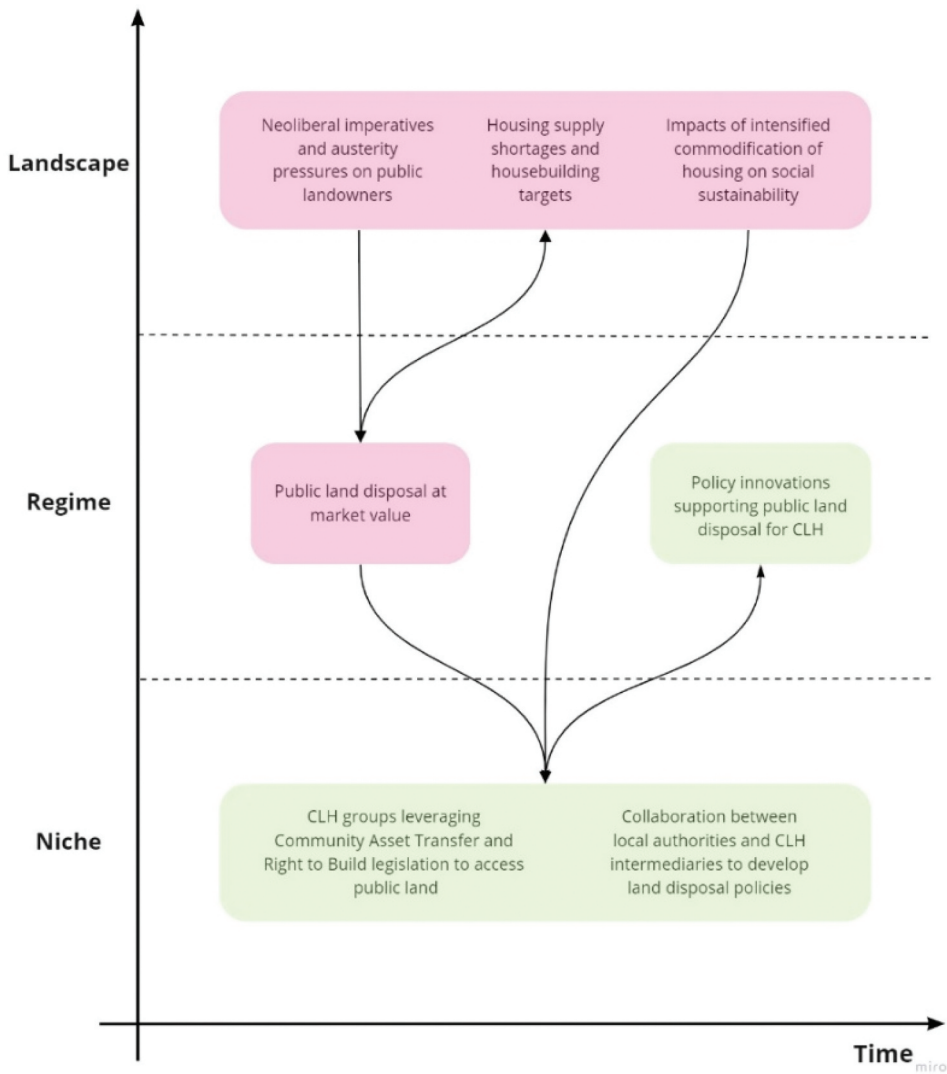 Landscape
Neoliberal imperatives
and austerity
pressures on public
landowners
Housing supply
shortages and
housebuilding
targets
Impacts of intensified
commodification of
housing on social
sustainability
Regime
Public land disposal at
market value
Policy innovations
supporting public land
disposal for CLH
Niche
CLH groups leveraging
Community Asset Transfer and
Right to Build legislation to access
public land
Collaboration between
local authorities and CLH
intermediaries to develop
land disposal policies
Time
miro